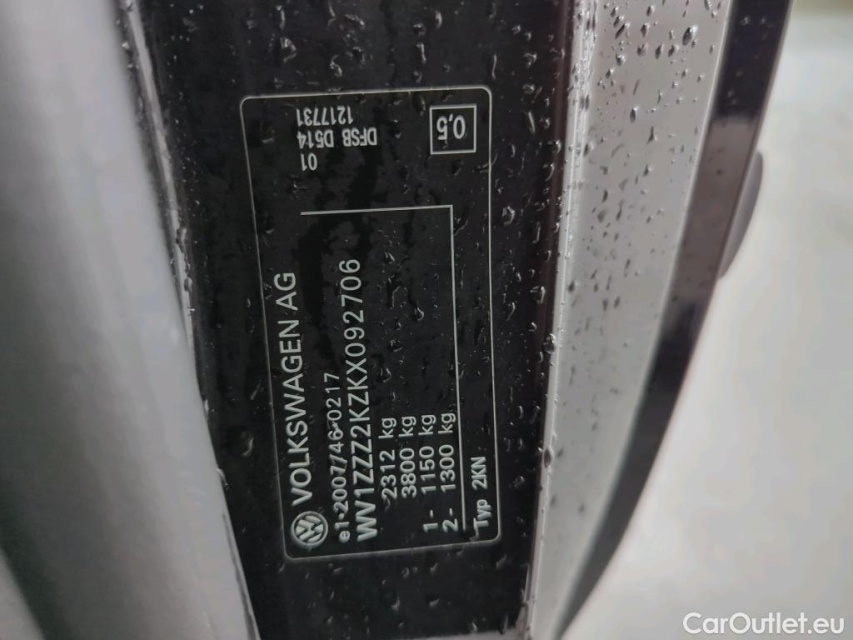 VOLKSWAGEN AG
e1*2007/46*0217
WV1ZZZ2KZKX092706
2312 kg
3800 kg
1- 1150 kg
2- 1300 kg
Typ 2KN
01
DFSB D514
1217731
0,5
CarOutlet.eu